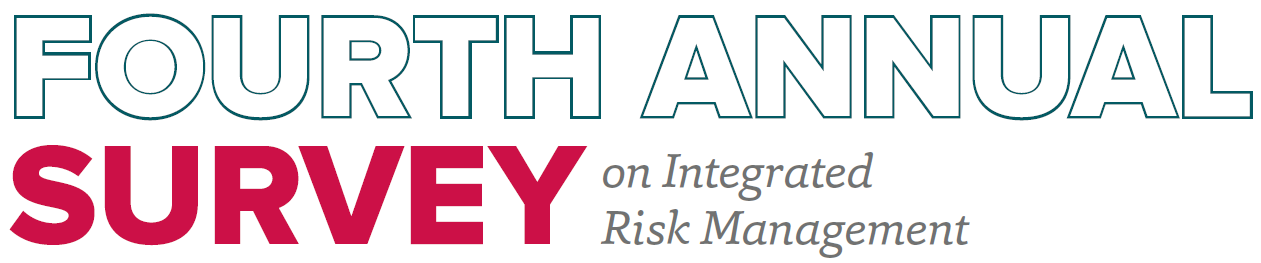 FOURTH ANNUAL
SURVEY on Integrated
Risk Management